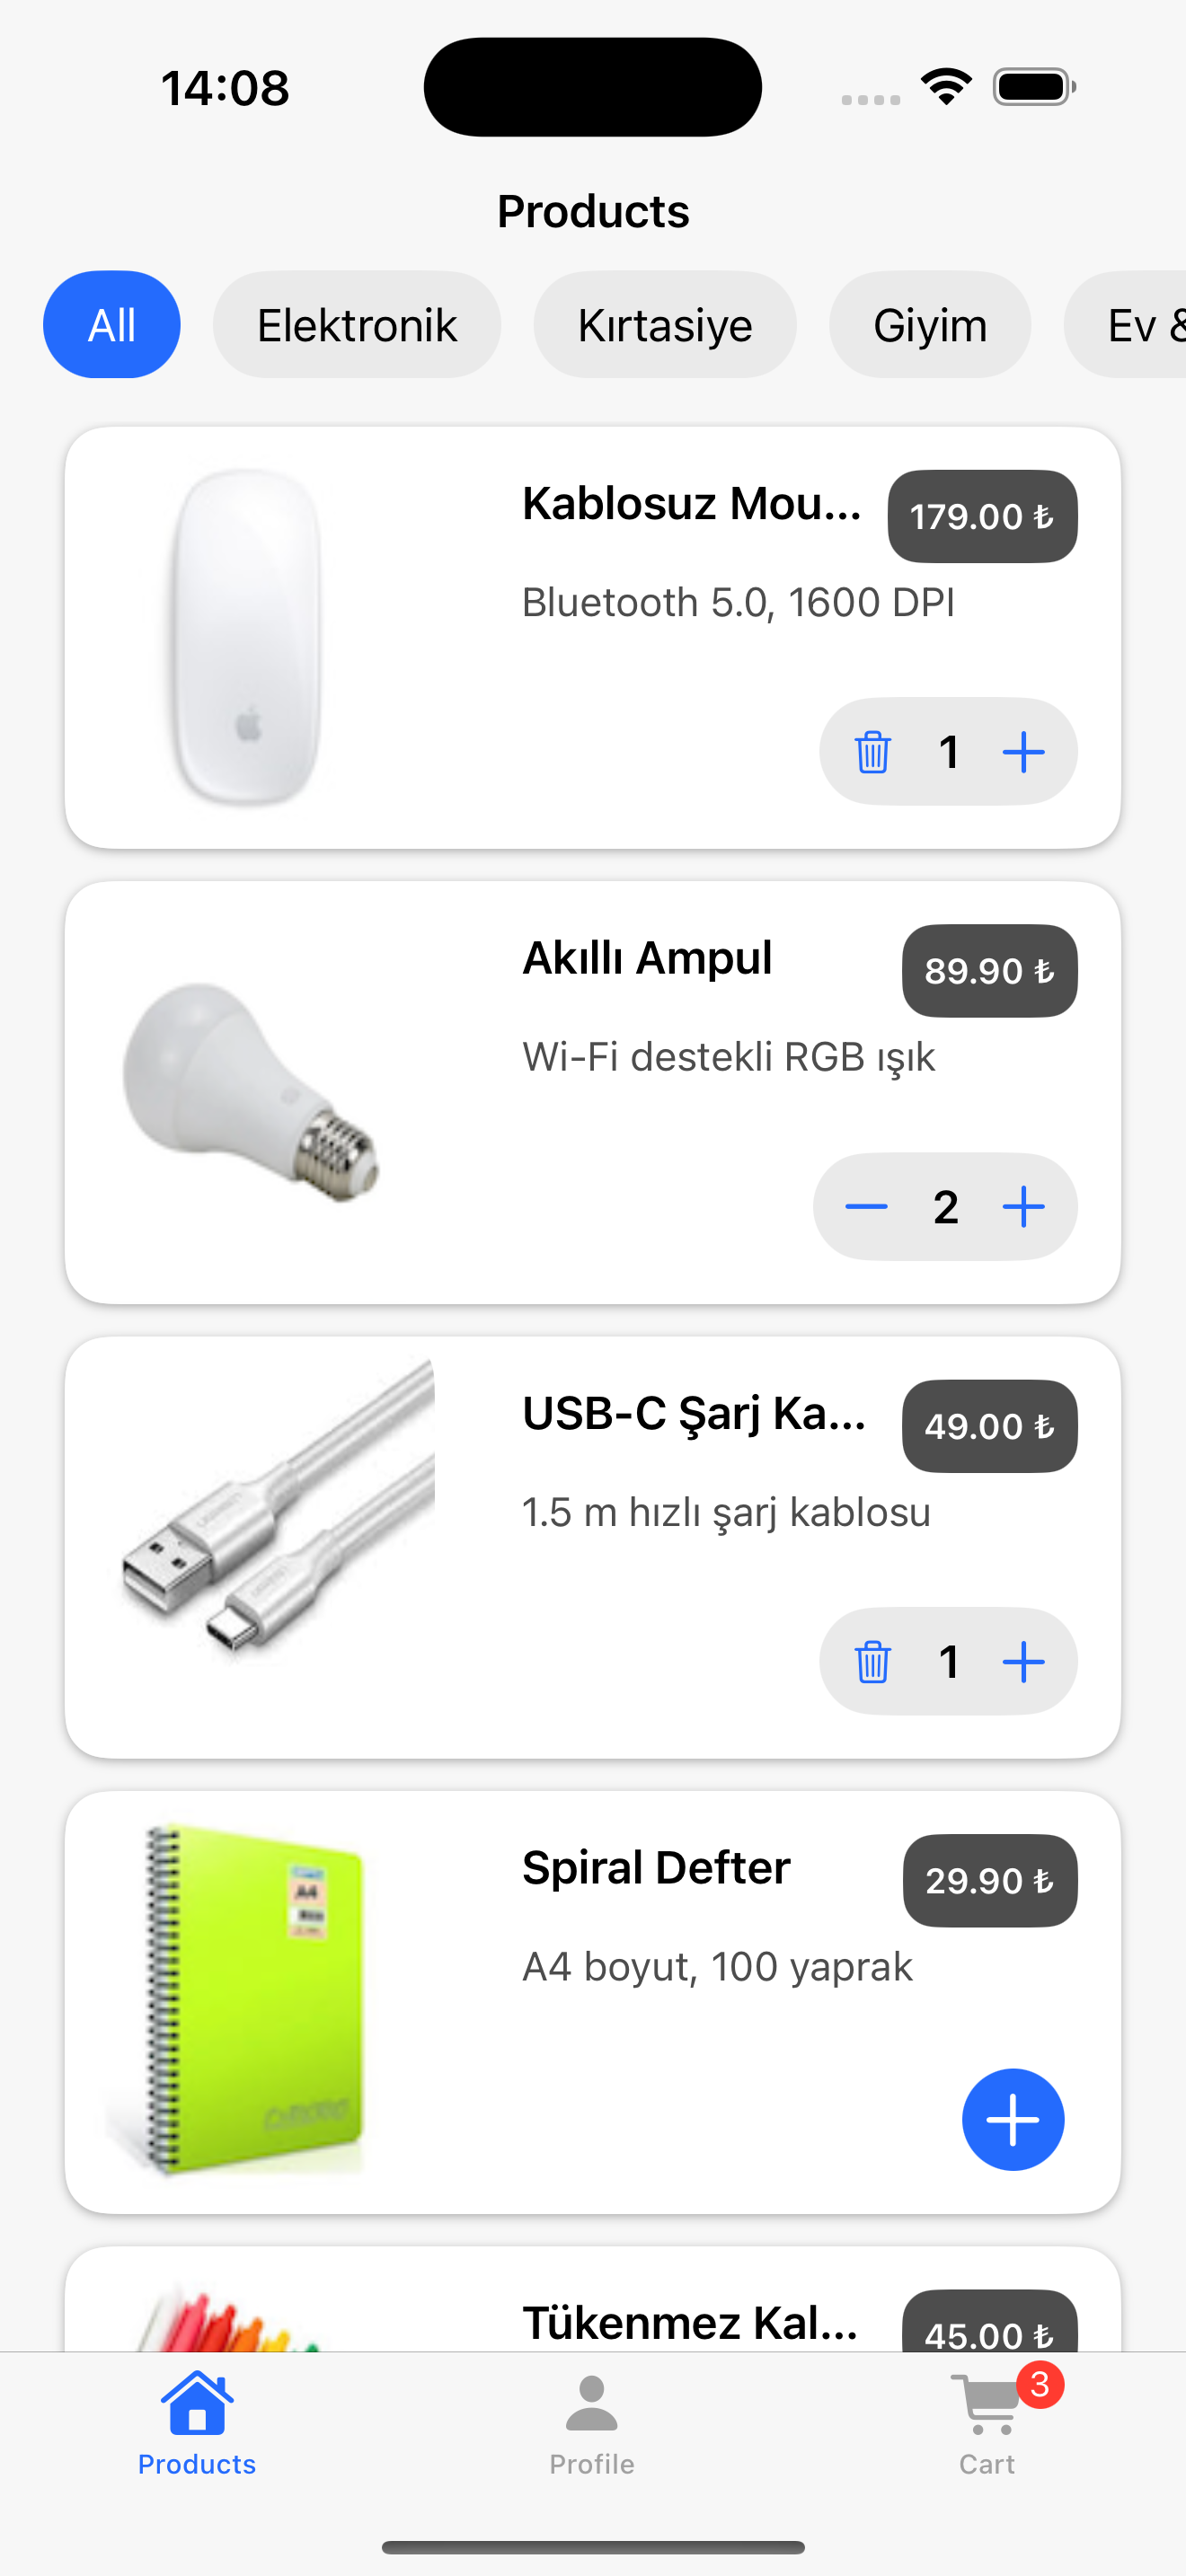 14:08
Products
All Elektronik Kırtasiye Giyim Ev &
Kablosuz Mou... 179.00 ₺
Bluetooth 5.0, 1600 DPI
1
Akıllı Ampul 89.90 ₺
Wi-Fi destekli RGB ışık
2
USB-C Şarj Ka... 49.00 ₺
1.5 m hızlı şarj kablosu
1
Spiral Defter 29.90 ₺
A4
A4 boyut, 100 yaprak
Tükenmez Kal... 45.00 ₺
3
Products Profile Cart